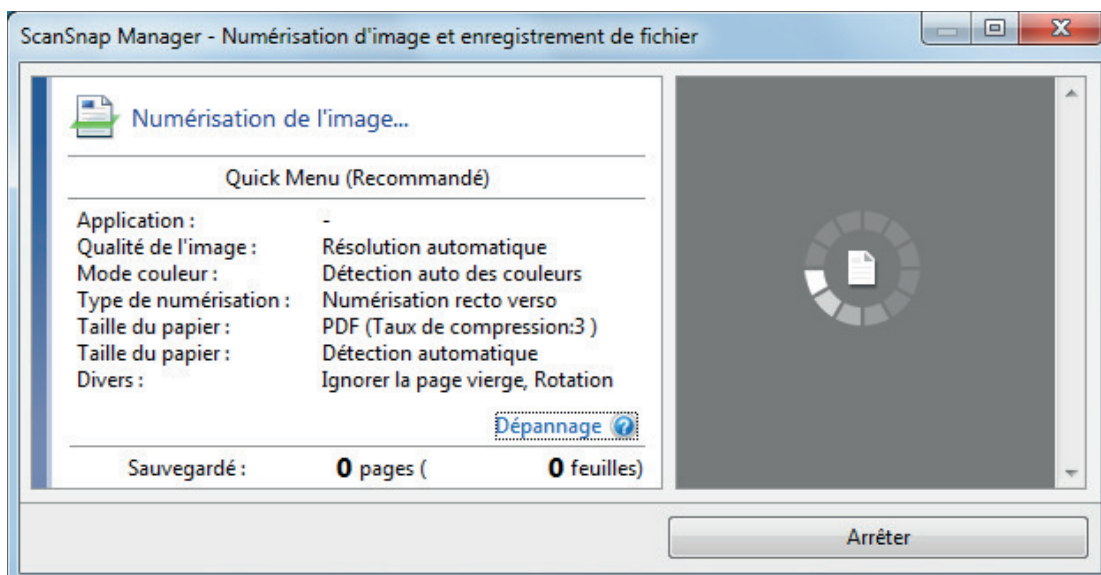 ScanSnap Manager - Numérisation d'image et enregistrement de fichier
Numérisation de l'image...
Quick Menu (Recommandé)
Application : -
Qualité de l'image : Résolution automatique
Mode couleur : Détection auto des couleurs
Type de numérisation : Numérisation recto verso
Taille du papier : PDF (Taux de compression:3 )
Taille du papier : Détection automatique
Divers : Ignorer la page vierge, Rotation
Dépannage ?
Sauvegardé : 0 pages ( 0 feuilles)
Arrêter